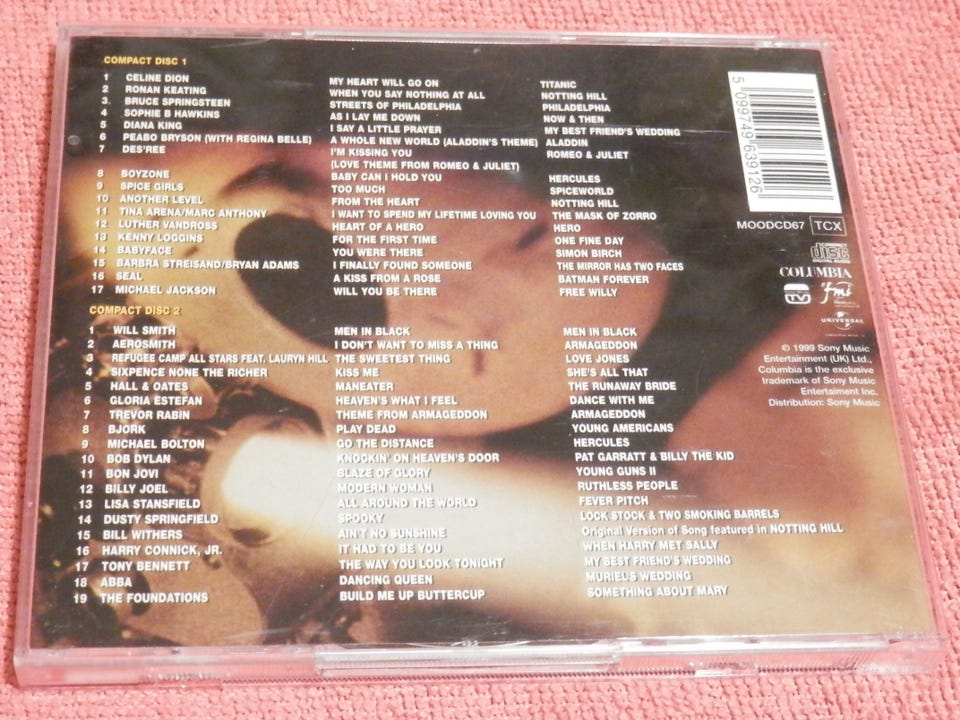 COMPACT DISC 1
1 CELINE DION MY HEART WILL GO ON TITANIC
2 RONAN KEATING WHEN YOU SAY NOTHING AT ALL NOTTING HILL
3. BRUCE SPRINGSTEEN STREETS OF PHILADELPHIA PHILADELPHIA
4 SOPHIE B HAWKINS AS I LAY ME DOWN NOW & THEN
5 DIANA KING I SAY A LITTLE PRAYER MY BEST FRIEND'S WEDDING
6 PEABO BRYSON (WITH REGINA BELLE) A WHOLE NEW WORLD (ALADDIN'S THEME) ALADDIN
7 DES'REE I'M KISSING YOU ROMEO & JULIET
(LOVE THEME FROM ROMEO & JULIET)
8 BOYZONE BABY CAN I HOLD YOU HERCULES
9 SPICE GIRLS TOO MUCH SPICEWORLD
10 ANOTHER LEVEL FROM THE HEART NOTTING HILL
11 TINA ARENA/MARC ANTHONY I WANT TO SPEND MY LIFETIME LOVING YOU THE MASK OF ZORRO
12 LUTHER VANDROSS HEART OF A HERO HERO
13 KENNY LOGGINS FOR THE FIRST TIME ONE FINE DAY
14 BABYFACE YOU WERE THERE SIMON BIRCH
15 BARBRA STREISAND/BRYAN ADAMS I FINALLY FOUND SOMEONE THE MIRROR HAS TWO FACES
16 SEAL A KISS FROM A ROSE BATMAN FOREVER
17 MICHAEL JACKSON WILL YOU BE THERE FREE WILLY
COMPACT DISC 2
1 WILL SMITH MEN IN BLACK MEN IN BLACK
2 AEROSMITH I DON'T WANT TO MISS A THING ARMAGEDDON
3 REFUGEE CAMP ALL STARS FEAT. LAURYN HILL THE SWEETEST THING LOVE JONES
4 SIXPENCE NONE THE RICHER KISS ME SHE'S ALL THAT
5 HALL & OATES MANEATER THE RUNAWAY BRIDE
6 GLORIA ESTEFAN HEAVEN'S WHAT I FEEL DANCE WITH ME
7 TREVOR RABIN THEME FROM ARMAGEDDON ARMAGEDDON
8 BJORK PLAY DEAD YOUNG AMERICANS
9 MICHAEL BOLTON GO THE DISTANCE HERCULES
10 BOB DYLAN KNOCKIN' ON HEAVEN'S DOOR PAT GARRATT & BILLY THE KID
11 BON JOVI BLAZE OF GLORY YOUNG GUNS II
12 BILLY JOEL MODERN WOMAN RUTHLESS PEOPLE
13 LISA STANSFIELD ALL AROUND THE WORLD FEVER PITCH
14 DUSTY SPRINGFIELD SPOOKY LOCK STOCK & TWO SMOKING BARRELS
15 BILL WITHERS AIN'T NO SUNSHINE Original Version of Song featured in NOTTING HILL
16 HARRY CONNICK, JR. IT HAD TO BE YOU WHEN HARRY MET SALLY
17 TONY BENNETT THE WAY YOU LOOK TONIGHT MY BEST FRIEND'S WEDDING
18 ABBA DANCING QUEEN MURIEL'S WEDDING
19 THE FOUNDATIONS BUILD ME UP BUTTERCUP SOMETHING ABOUT MARY
5 099749 639126
MOODCD67 TCX
COMPACT
disc
DIGITAL AUDIO
COLUMBIA
TV
fmb
UNIVERSAL
© 1999 Sony Music
Entertainment (UK) Ltd.,
Columbia is the exclusive
trademark of Sony Music
Entertaiment Inc.
Distribution: Sony Music